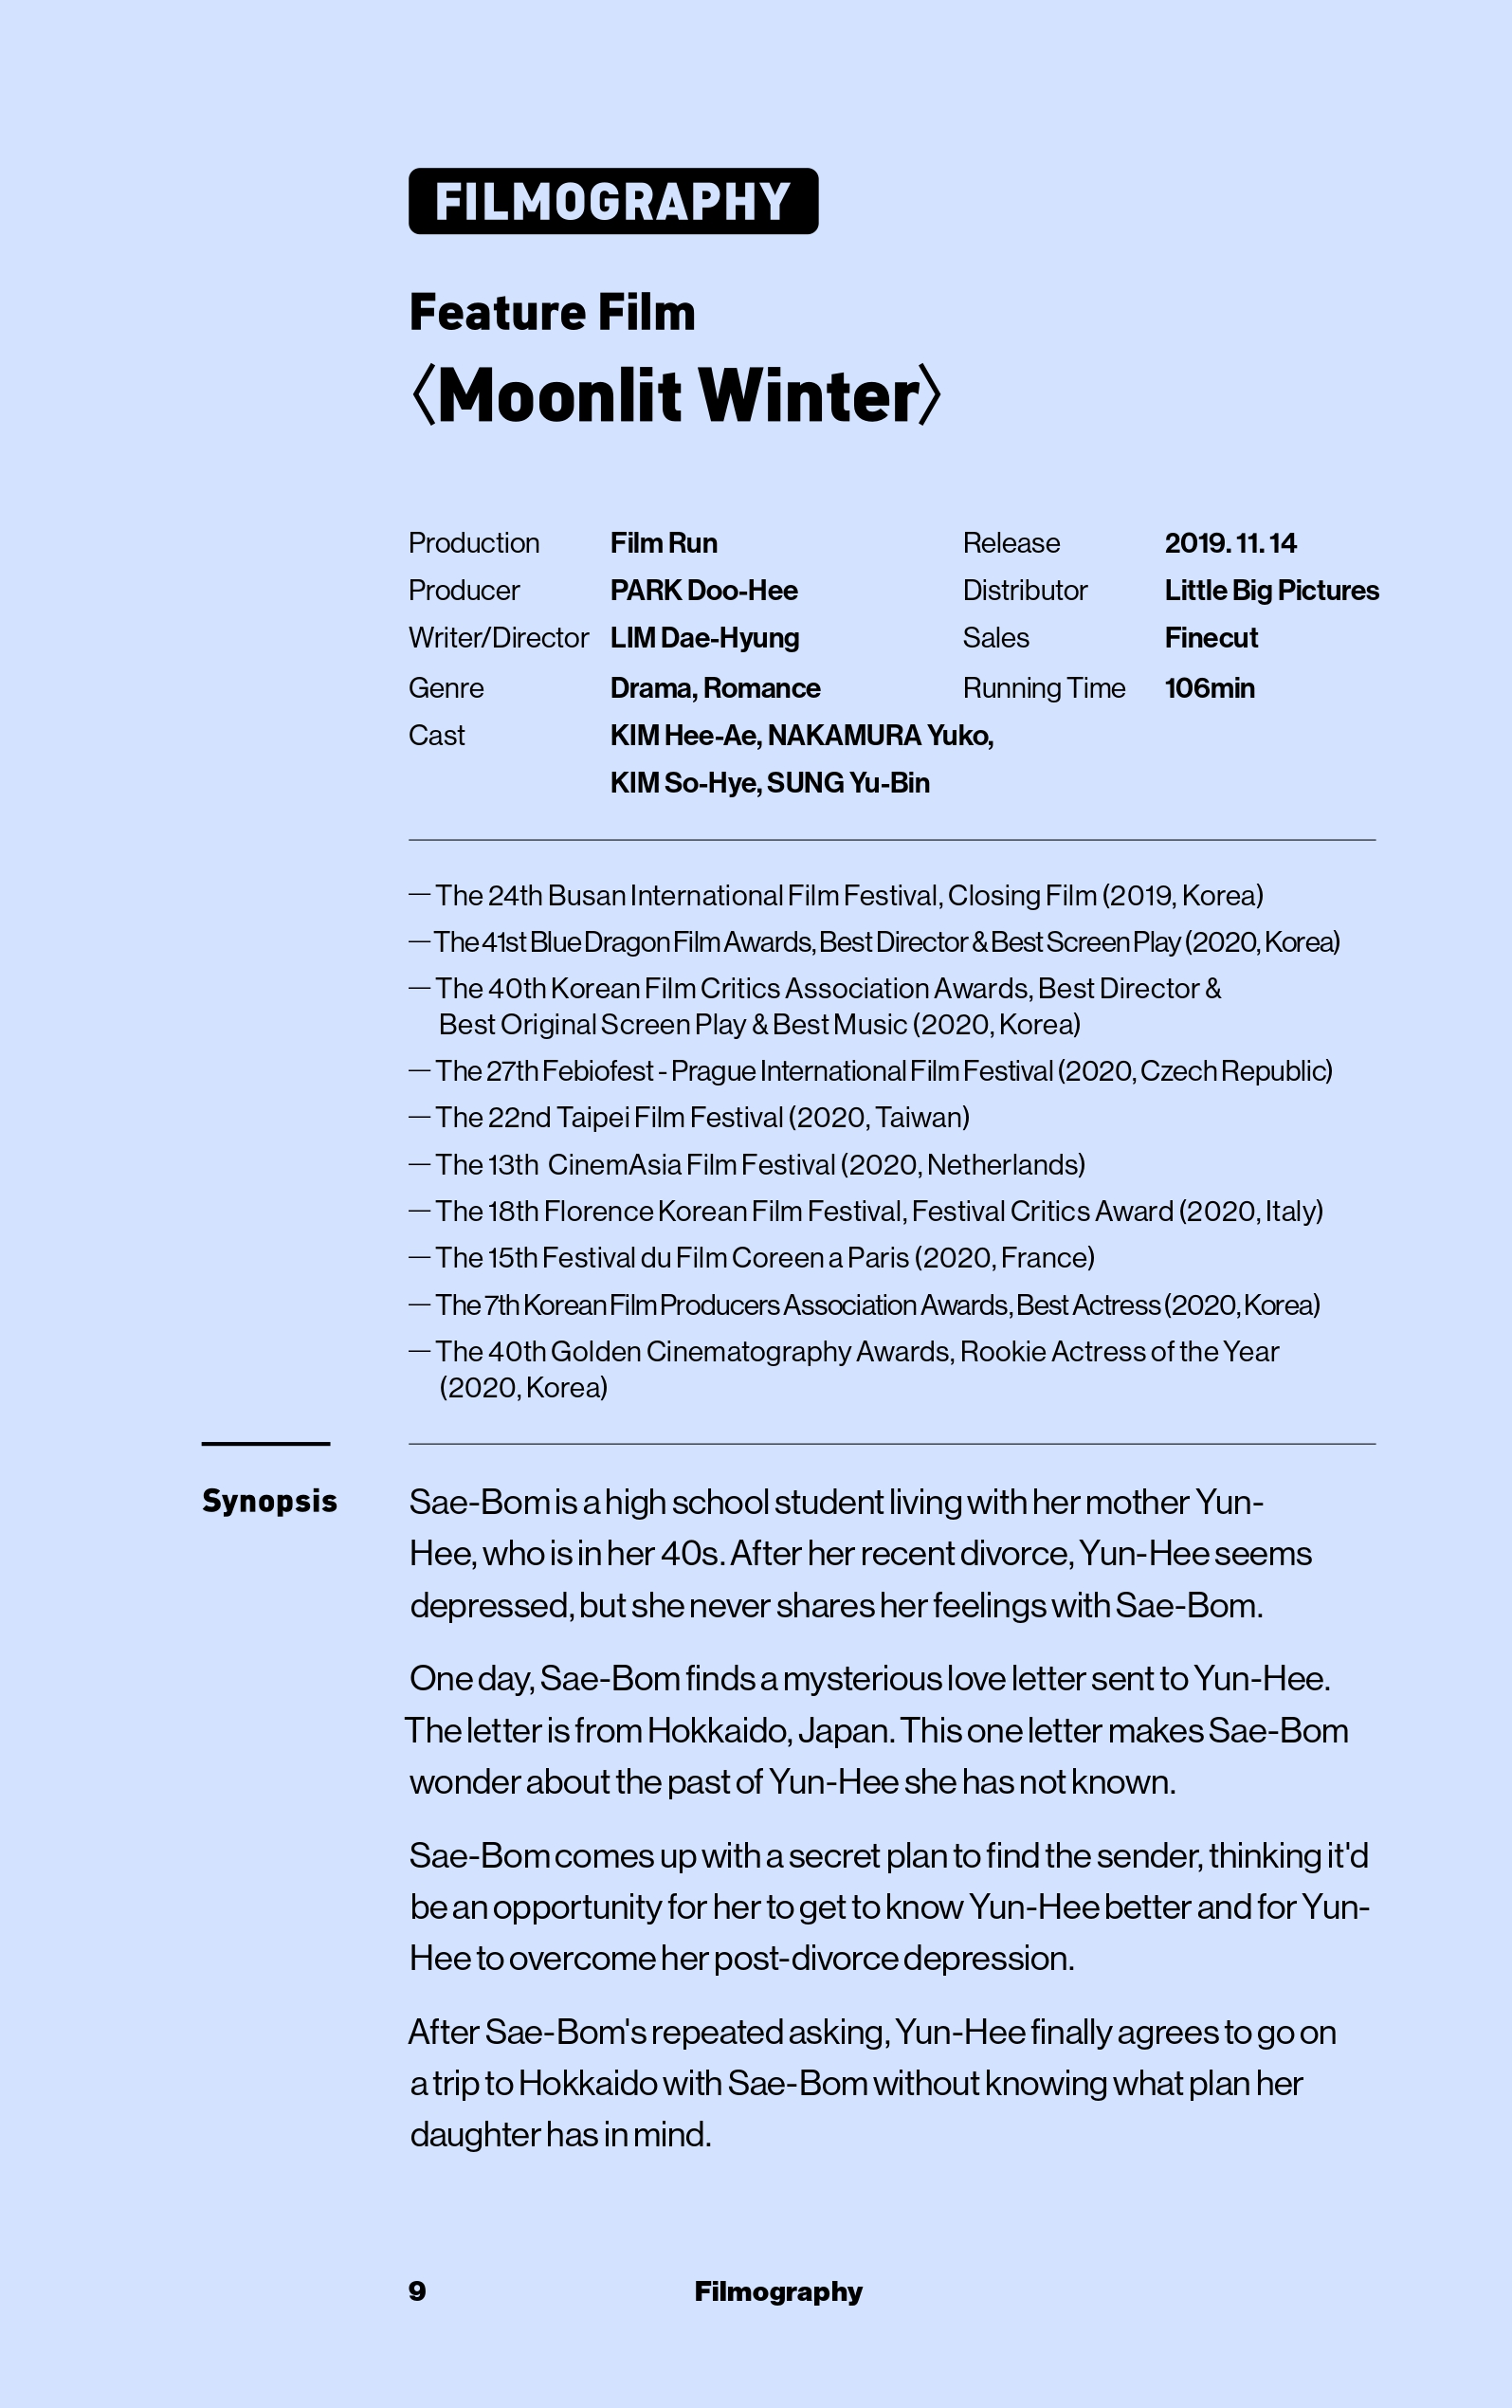 FILMOGRAPHY
Feature Film
〈Moonlit Winter〉
Production Film Run Release 2019. 11. 14
Producer PARK Doo-Hee Distributor Little Big Pictures
Writer/Director LIM Dae-Hyung Sales Finecut
Genre Drama, Romance Running Time 106min
Cast KIM Hee-Ae, NAKAMURA Yuko,
KIM So-Hye, SUNG Yu-Bin
— The 24th Busan International Film Festival, Closing Film (2019, Korea)
— The 41st Blue Dragon Film Awards, Best Director & Best Screen Play (2020, Korea)
— The 40th Korean Film Critics Association Awards, Best Director &
Best Original Screen Play & Best Music (2020, Korea)
— The 27th Febiofest - Prague International Film Festival (2020, Czech Republic)
— The 22nd Taipei Film Festival (2020, Taiwan)
— The 13th CinemAsia Film Festival (2020, Netherlands)
— The 18th Florence Korean Film Festival, Festival Critics Award (2020, Italy)
— The 15th Festival du Film Coreen a Paris (2020, France)
— The 7th Korean Film Producers Association Awards, Best Actress (2020, Korea)
— The 40th Golden Cinematography Awards, Rookie Actress of the Year
(2020, Korea)
Synopsis
Sae-Bom is a high school student living with her mother Yun-
Hee, who is in her 40s. After her recent divorce, Yun-Hee seems
depressed, but she never shares her feelings with Sae-Bom.
One day, Sae-Bom finds a mysterious love letter sent to Yun-Hee.
The letter is from Hokkaido, Japan. This one letter makes Sae-Bom
wonder about the past of Yun-Hee she has not known.
Sae-Bom comes up with a secret plan to find the sender, thinking it'd
be an opportunity for her to get to know Yun-Hee better and for Yun-
Hee to overcome her post-divorce depression.
After Sae-Bom's repeated asking, Yun-Hee finally agrees to go on
a trip to Hokkaido with Sae-Bom without knowing what plan her
daughter has in mind.
9 Filmography